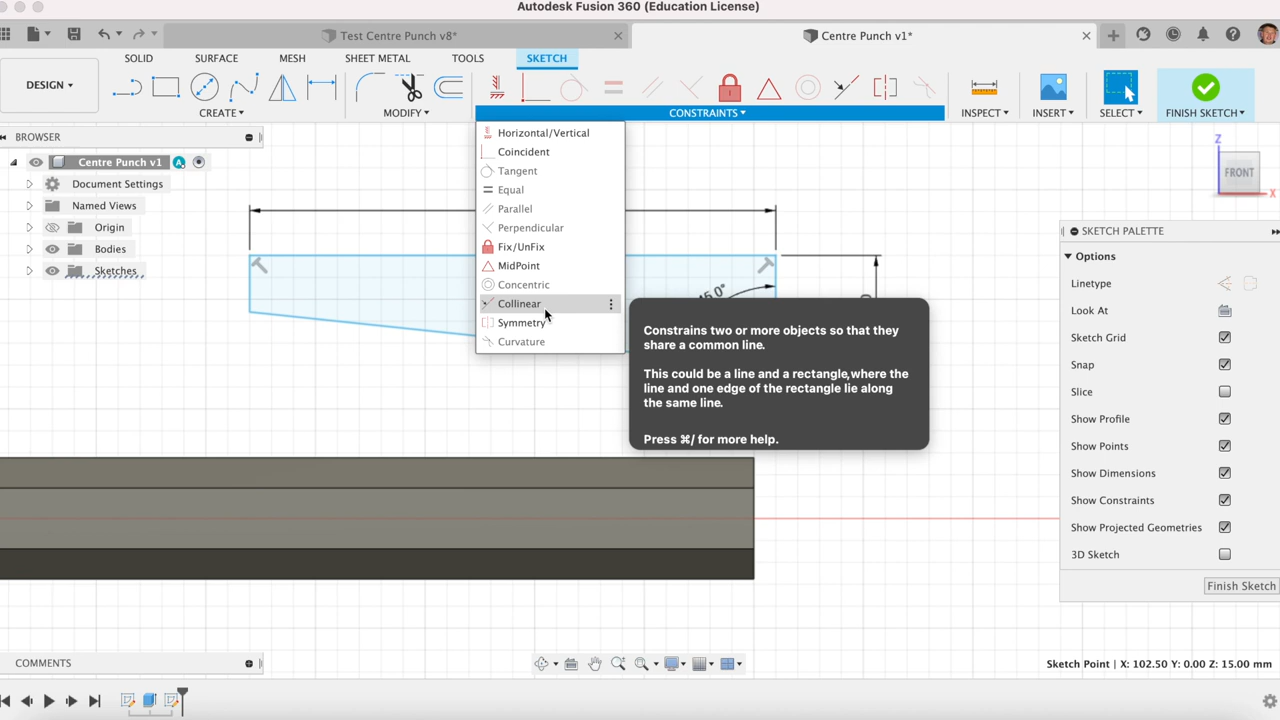 Autodesk Fusion 360 (Education License)
Test Centre Punch v8*
Centre Punch v1*
SOLID
SURFACE
MESH
SHEET METAL
TOOLS
SKETCH
DESIGN
CREATE
MODIFY
CONSTRAINTS
INSPECT
INSERT
SELECT
FINISH SKETCH
BROWSER
Centre Punch v1
A
Document Settings
Named Views
Origin
Bodies
Sketches
Horizontal/Vertical
Coincident
Tangent
Equal
Parallel
Perpendicular
Fix/UnFix
MidPoint
Concentric
Collinear
Symmetry
Curvature
Constrains two or more objects so that they
share a common line.
This could be a line and a rectangle,where the
line and one edge of the rectangle lie along
the same line.
Press ⌘/ for more help.
Z
FRONT
X
SKETCH PALETTE
Options
Linetype
Look At
Sketch Grid
Snap
Slice
Show Profile
Show Points
Show Dimensions
Show Constraints
Show Projected Geometries
3D Sketch
Finish Sketch
COMMENTS
Sketch Point | X: 102.50 Y: 0.00 Z: 15.00 mm